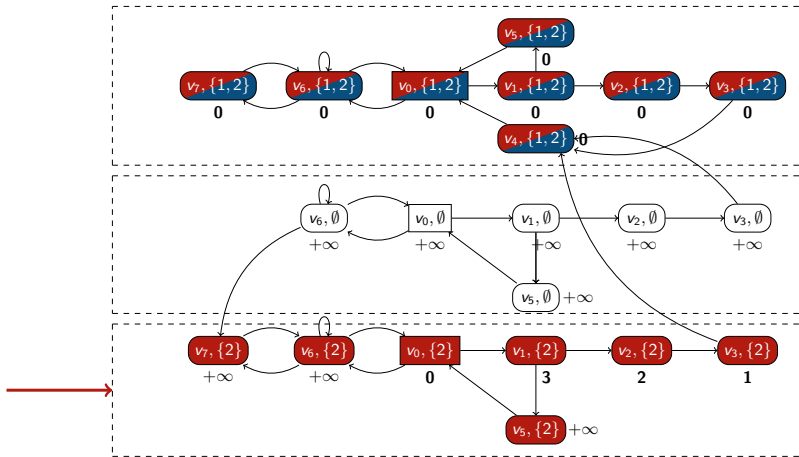 v5, {1, 2}
0
v7, {1, 2} v6, {1, 2} v0, {1, 2} v1, {1, 2} v2, {1, 2} v3, {1, 2}
0 0 0 0 0 0
v4, {1, 2} 0
v6, ∅ v0, ∅ v1, ∅ v2, ∅ v3, ∅
+∞ +∞ +∞ +∞ +∞
v5, ∅ +∞
v7, {2} v6, {2} v0, {2} v1, {2} v2, {2} v3, {2}
+∞ +∞ 0 3 2 1
v5, {2} +∞